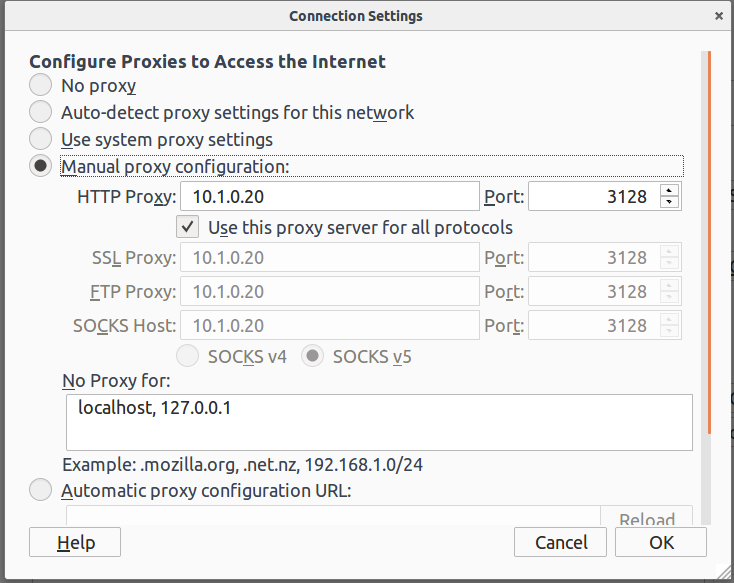 Connection Settings ×
Configure Proxies to Access the Internet
No proxy
Auto-detect proxy settings for this network
Use system proxy settings
Manual proxy configuration:
HTTP Proxy: 10.1.0.20 Port: 3128
Use this proxy server for all protocols
SSL Proxy: 10.1.0.20 Port: 3128
FTP Proxy: 10.1.0.20 Port: 3128
SOCKS Host: 10.1.0.20 Port: 3128
SOCKS v4 SOCKS v5
No Proxy for:
localhost, 127.0.0.1
Example: .mozilla.org, .net.nz, 192.168.1.0/24
Automatic proxy configuration URL:
Reload
Help Cancel OK